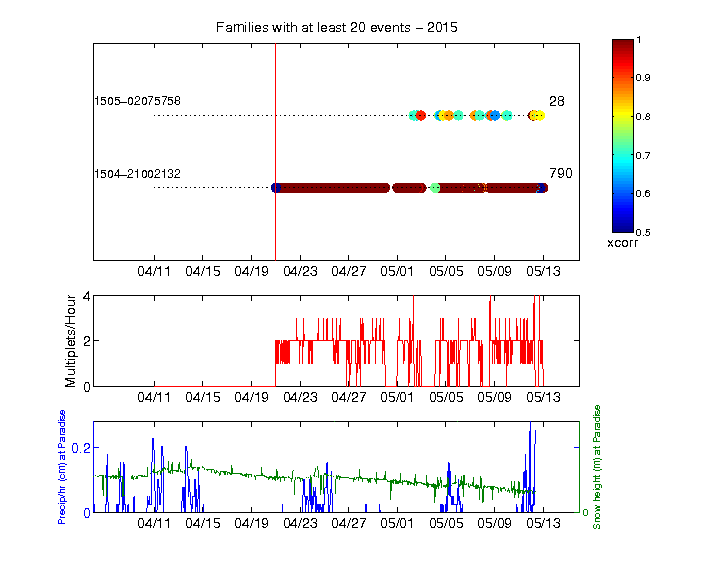 Families with at least 20 events – 2015
1505–02075758
28
1504–21002132
790
04/11 04/15 04/19 04/23 04/27 05/01 05/05 05/09 05/13
1
0.9
0.8
0.7
0.6
0.5
xcorr
Multiplets/Hour
4
2
0
04/11 04/15 04/19 04/23 04/27 05/01 05/05 05/09 05/13
Precip/hr (cm) at Paradise
0.2
0
0
Snow height (m) at Paradise
04/11 04/15 04/19 04/23 04/27 05/01 05/05 05/09 05/13